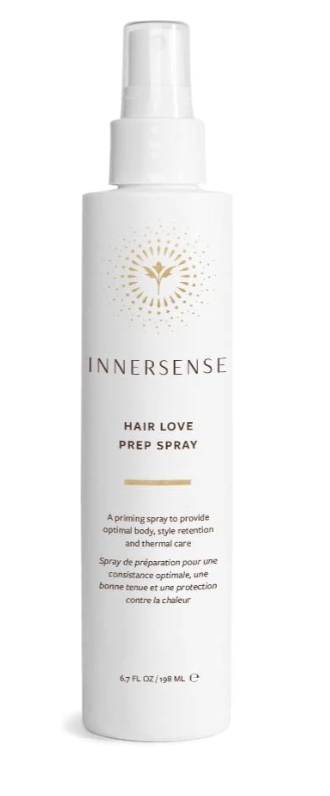 INNERSENSE
HAIR LOVE
PREP SPRAY
A priming spray to provide
optimal body, style retention
and thermal care
Spray de préparation pour une
consistance optimale, une
bonne tenue et une protection
contre la chaleur
6.7 FL OZ / 198 ML ℮